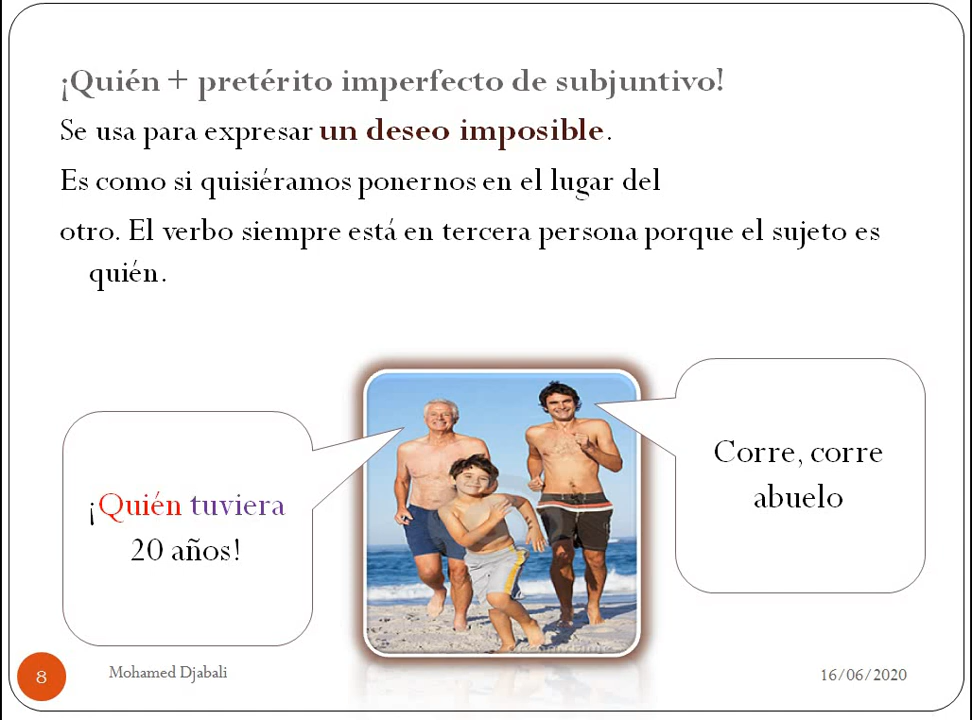 ¡Quién + pretérito imperfecto de subjuntivo!
Se usa para expresar un deseo imposible.
Es como si quisiéramos ponernos en el lugar del
otro. El verbo siempre está en tercera persona porque el sujeto es
quién.
¡Quién tuviera
20 años!
Corre, corre
abuelo
8
Mohamed Djabali
16/06/2020